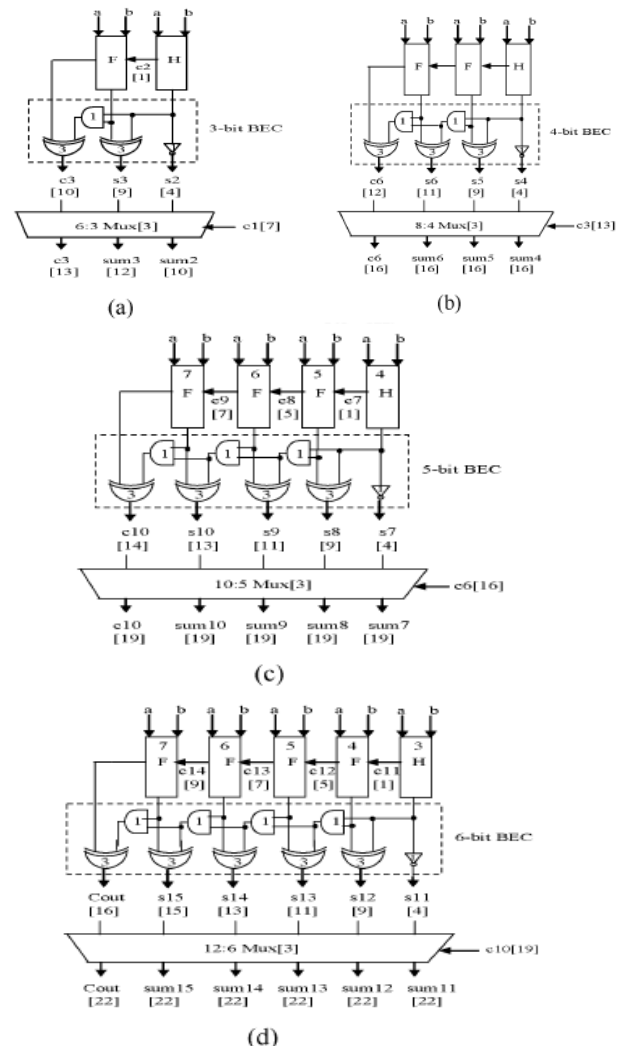 a b a b
F c2 H
[1]
1
3 3
3-bit BEC
c3 s3 s2
[10] [9] [4]
6:3 Mux[3] c1[7]
c3 sum3 sum2
[13] [12] [10]
(a)
a b a b a b
F F H
1 1
3 3 3
4-bit BEC
c6 s6 s5 s4
[12] [11] [9] [4]
8:4 Mux[3] c3[13]
c6 sum6 sum5 sum4
[16] [16] [16] [16]
(b)
a b a b a b a b
7 6 5 4
F c9 F c8 F c7 H
[7] [5] [1]
1 1 1
3 3 3 3
5-bit BEC
c10 s10 s9 s8 s7
[14] [13] [11] [9] [4]
10:5 Mux[3] c6[16]
c10 sum10 sum9 sum8 sum7
[19] [19] [19] [19] [19]
(c)
a b a b a b a b a b
7 6 5 4 3
F c14 F c13 F c12 F c11 H
[9] [7] [5] [1]
1 1 1 1
3 3 3 3 3
6-bit BEC
Cout s15 s14 s13 s12 s11
[16] [15] [13] [11] [9] [4]
12:6 Mux[3] c10[19]
Cout sum15 sum14 sum13 sum12 sum11
[22] [22] [22] [22] [22] [22]
(d)